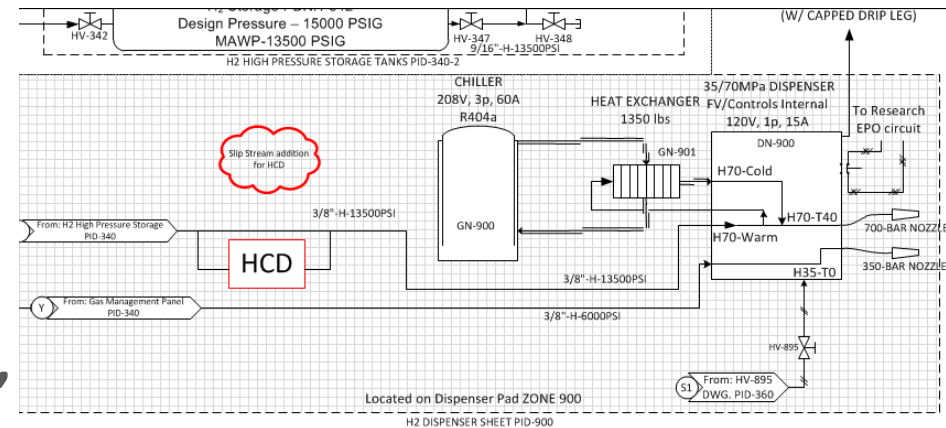 Design Pressure – 15000 PSIG
MAWP-13500 PSIG
HV-342
HV-347
HV-348
9/16"-H-13500PSI
H2 HIGH PRESSURE STORAGE TANKS PID-340-2
(W/ CAPPED DRIP LEG)
CHILLER
208V, 3p, 60A
R404a
GN-900
HEAT EXCHANGER
1350 lbs
GN-901
35/70MPa DISPENSER
FV/Controls Internal
120V, 1p, 15A
DN-900
To Research
EPO circuit
H70-Cold
H70-T40
H70-Warm
H35-T0
700-BAR NOZZLE
350-BAR NOZZLE
Slip Stream addition
for HCD
3/8"-H-13500PSI
From: H2 High Pressure Storage
PID-340
HCD
3/8"-H-13500PSI
Y
From: Gas Management Panel
PID-340
3/8"-H-6000PSI
HV-895
S1
From: HV-895
DWG. PID-360
Located on Dispenser Pad ZONE 900
H2 DISPENSER SHEET PID-900